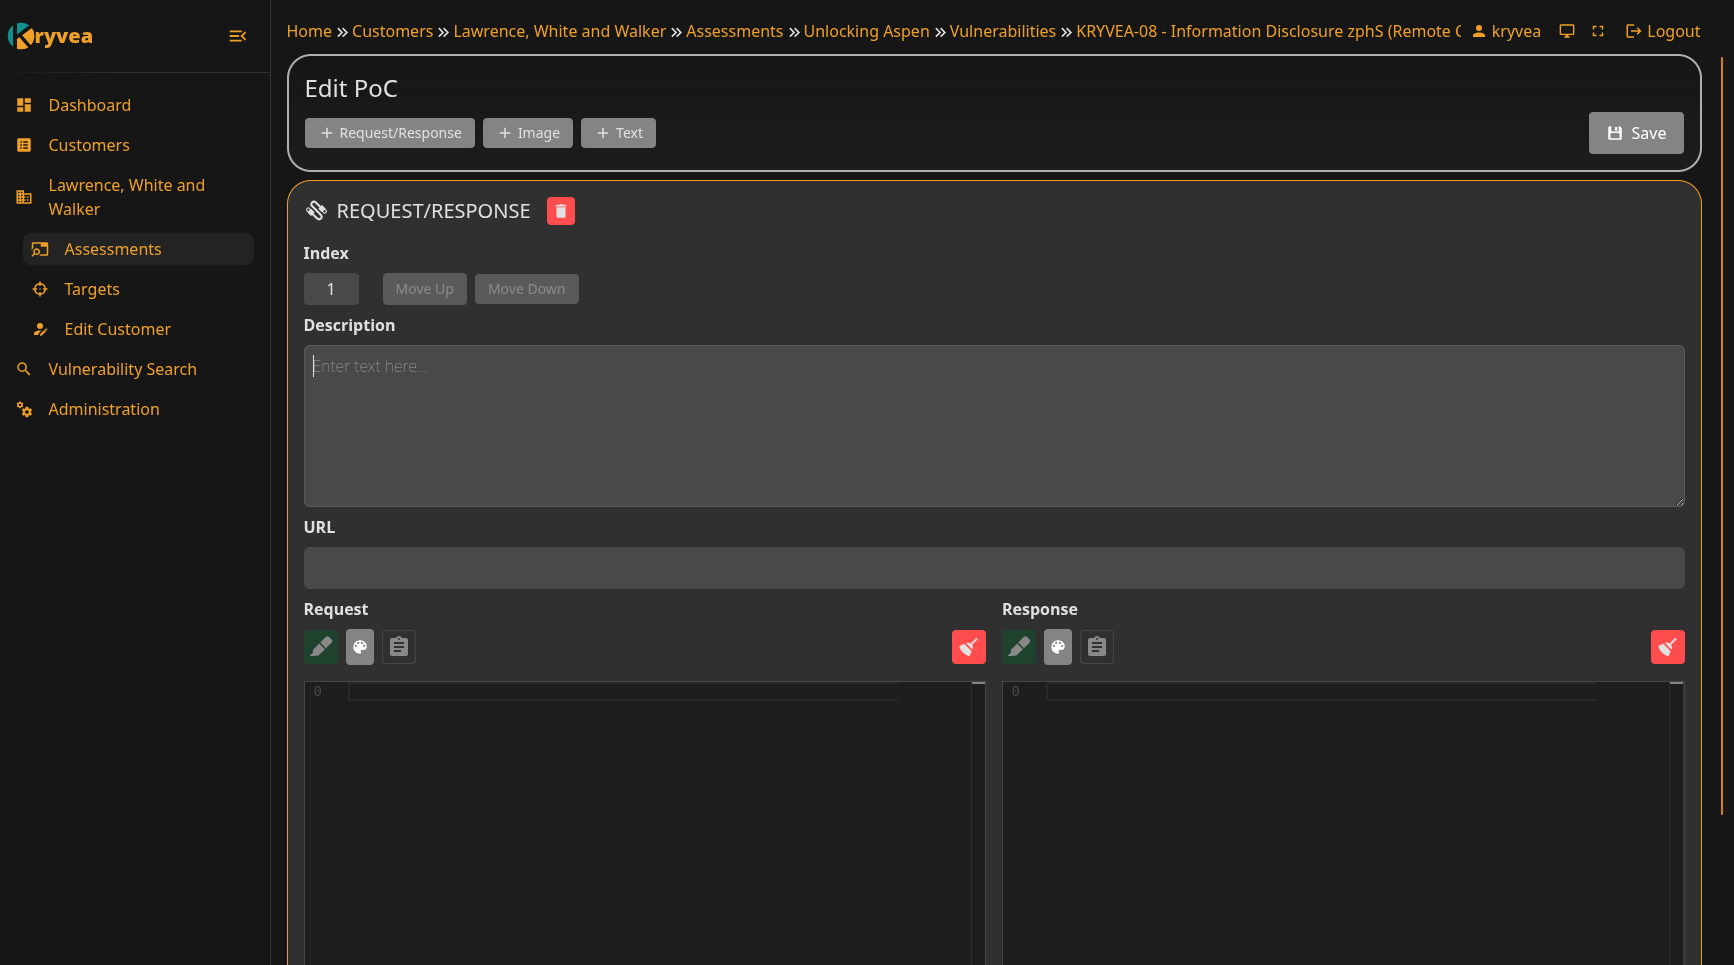 Kryvea
Home » Customers » Lawrence, White and Walker » Assessments » Unlocking Aspen » Vulnerabilities » KRYVEA-08 - Information Disclosure zphS (Remote
kryvea
Logout
Dashboard
Customers
Lawrence, White and
Walker
Assessments
Targets
Edit Customer
Vulnerability Search
Administration
Edit PoC
+ Request/Response
+ Image
+ Text
Save
REQUEST/RESPONSE
Index
1
Move Up
Move Down
Description
Enter text here...
URL
Request
Response
0
0